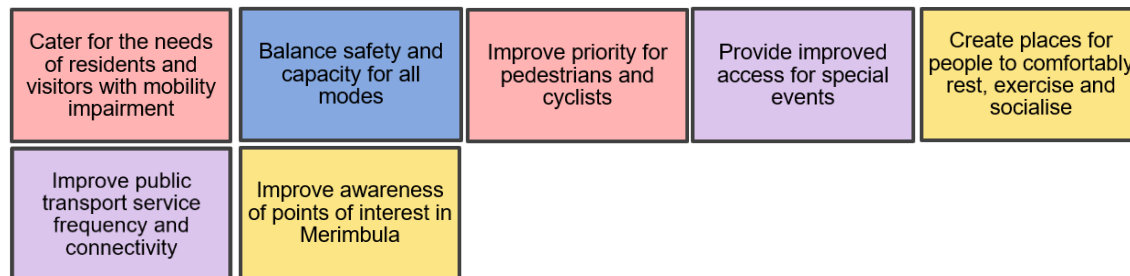 Cater for the needs
of residents and
visitors with mobility
impairment
Balance safety and
capacity for all
modes
Improve priority for
pedestrians and
cyclists
Provide improved
access for special
events
Create places for
people to comfortably
rest, exercise and
socialise
Improve public
transport service
frequency and
connectivity
Improve awareness
of points of interest in
Merimbula